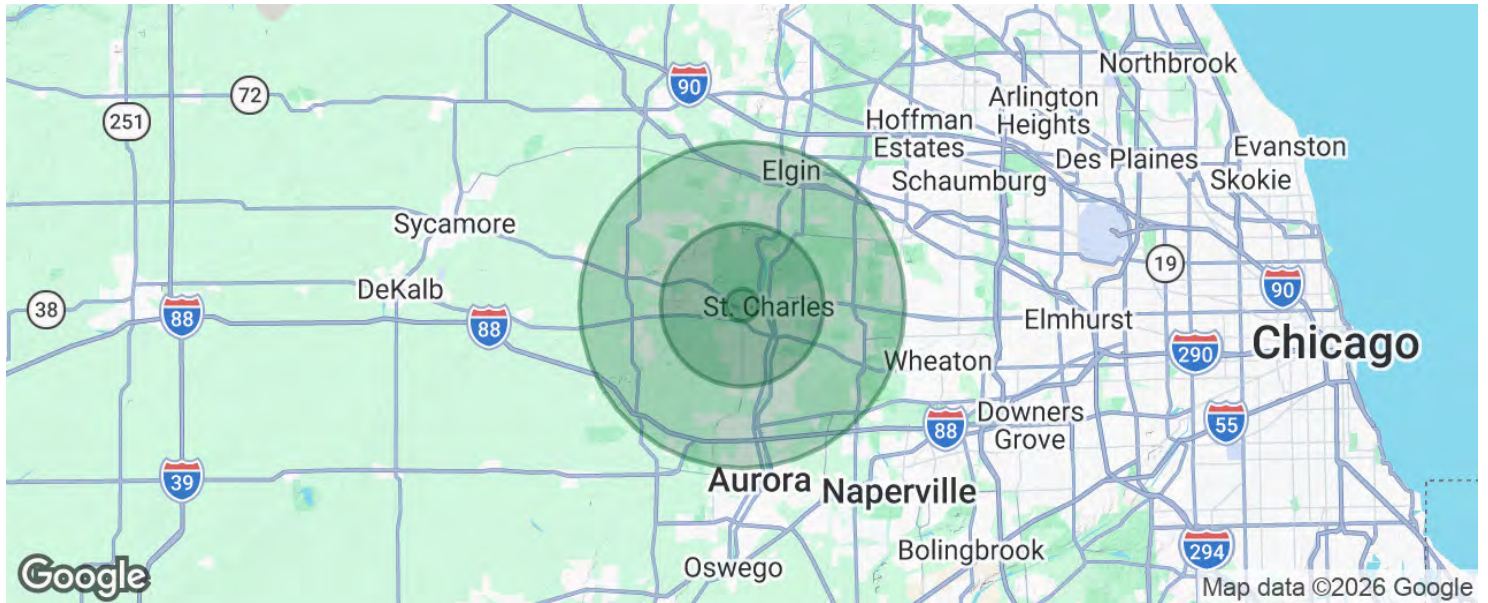 Northbrook
90
72
Arlington
Heights
251
Hoffman
Estates
Evanston
Des Plaines
Elgin
Schaumburg
Skokie
Sycamore
19
DeKalb
90
38
88
88
St. Charles
Elmhurst
Chicago
290
Wheaton
Downers
Grove
88
55
39
Aurora
Naperville
Bolingbrook
294
Oswego
Google
Map data ©2026 Google